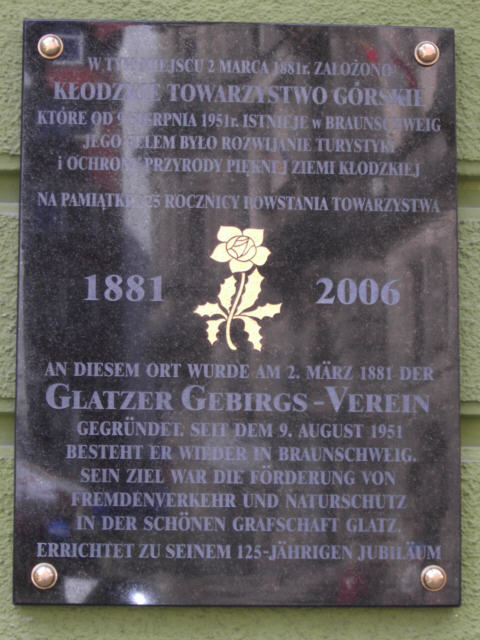 W TYM MIEJSCU 2 MARCA 1881r. ZAŁOŻONO
KŁODZKIE TOWARZYSTWO GÓRSKIE
KTÓRE OD 9 SIERPNIA 1951r. ISTNIEJE w BRAUNSCHWEIG
JEGO CELEM BYŁO ROZWIJANIE TURYSTYKI
i OCHRONY PRZYRODY PIĘKNEJ ZIEMI KŁODZKIEJ
NA PAMIĄTKĘ 125 ROCZNICY POWSTANIA TOWARZYSTWA
1881 2006
AN DIESEM ORT WURDE AM 2. MÄRZ 1881 DER
GLATZER GEBIRGS-VEREIN
GEGRÜNDET. SEIT DEM 9. AUGUST 1951
BESTEHT ER WIEDER IN BRAUNSCHWEIG.
SEIN ZIEL WAR DIE FÖRDERUNG VON
FREMDENVERKEHR UND NATURSCHUTZ
IN DER SCHÖNEN GRAFSCHAFT GLATZ.
ERRICHTET ZU SEINEM 125-JÄHRIGEN JUBILÄUM